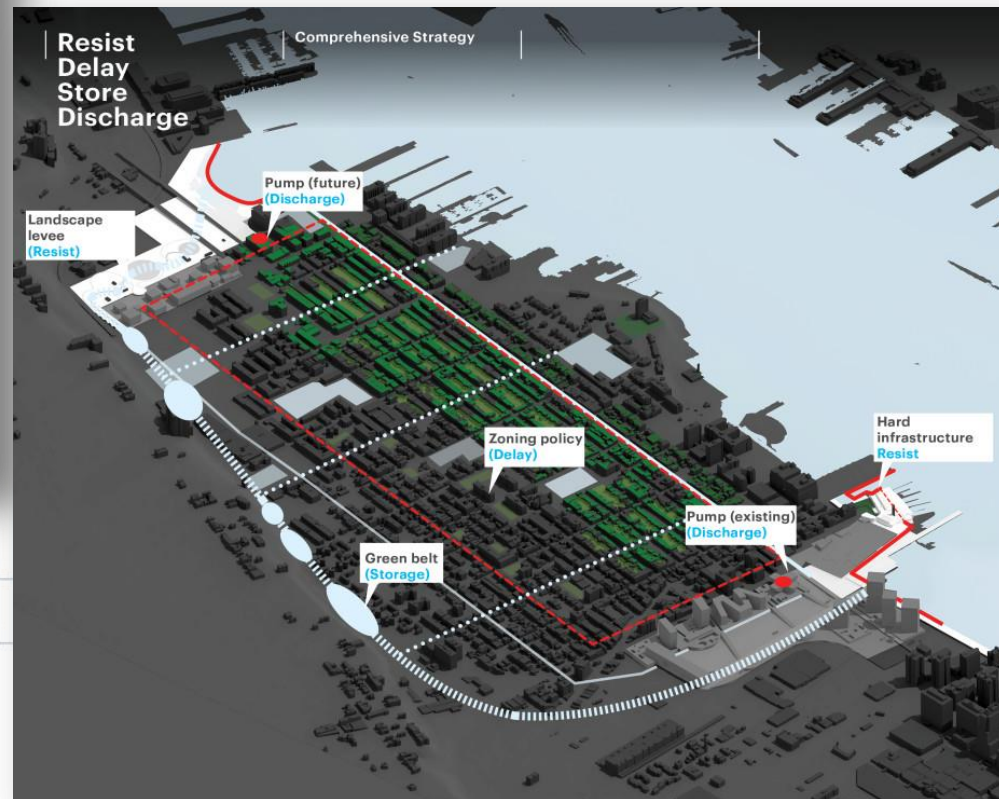 Resist
Delay
Store
Discharge
Comprehensive Strategy
Pump (future)
(Discharge)
Landscape
levee
(Resist)
Hard
infrastructure
Resist
Zoning policy
(Delay)
Pump (existing)
(Discharge)
Green belt
(Storage)